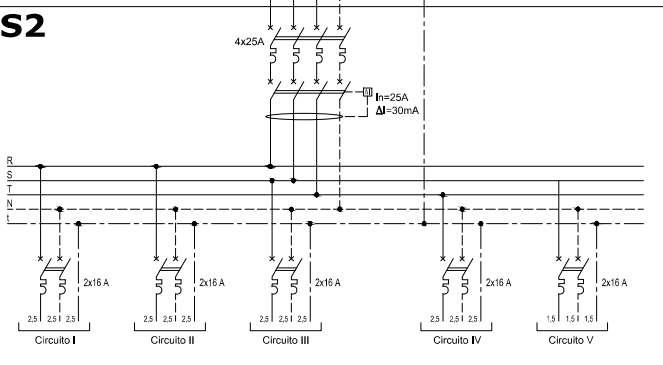 S2
4x25A
ΔI
In=25A
ΔI=30mA
R
S
T
N
t
2x16 A 2x16 A 2x16 A 2x16 A 2x16 A
2,5 2,5 2,5 2,5 2,5 2,5 2,5 2,5 2,5 2,5 2,5 2,5 1,5 1,5 1,5
Circuito I Circuito II Circuito III Circuito IV Circuito V